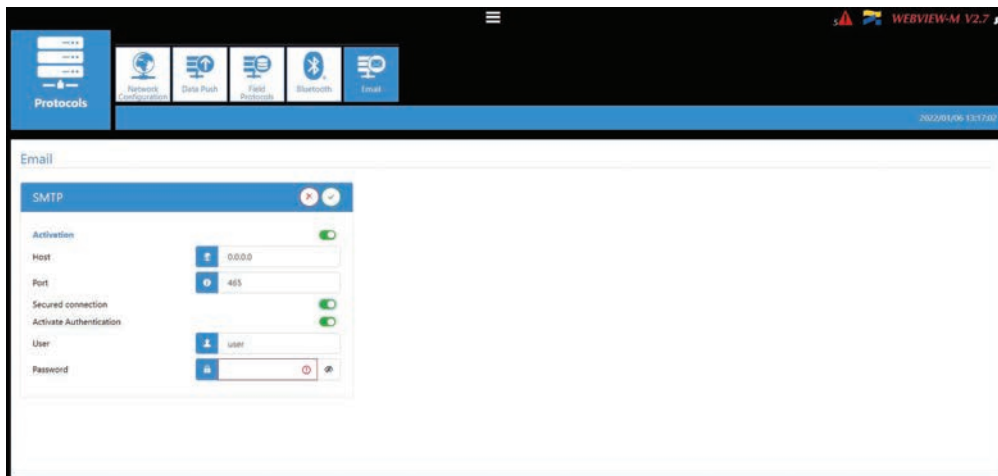 WEBVIEW-M V2.7
Protocols
Network Configuration
Data Push
Field Protocols
Bluetooth
Email
2022/01/06 13:17:02
Email
SMTP
Activation
Host
0.0.0.0
Port
465
Secured connection
Activate Authentication
User
user
Password